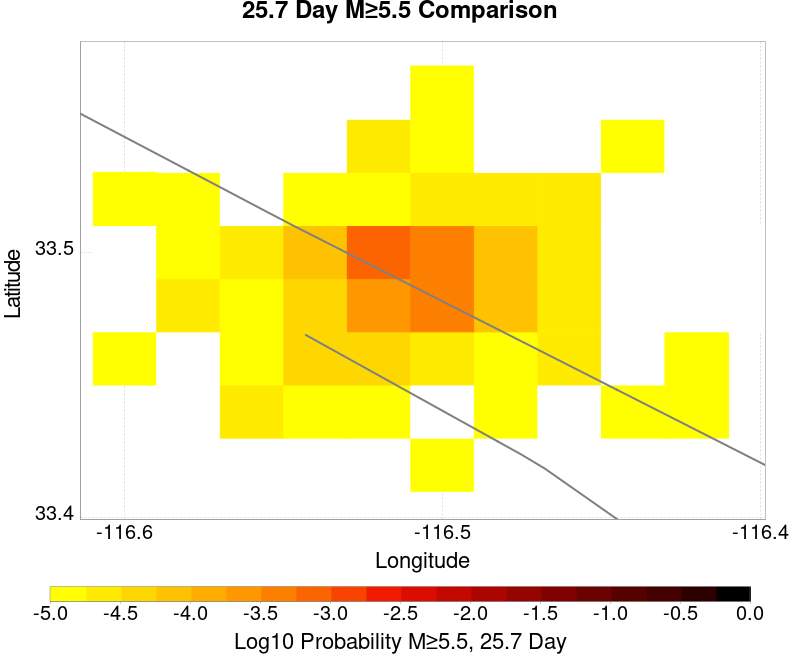 25.7 Day M≥5.5 Comparison
Latitude
33.5
33.4
-116.6 -116.5 -116.4
Longitude
-5.0 -4.5 -4.0 -3.5 -3.0 -2.5 -2.0 -1.5 -1.0 -0.5 0.0
Log10 Probability M≥5.5, 25.7 Day